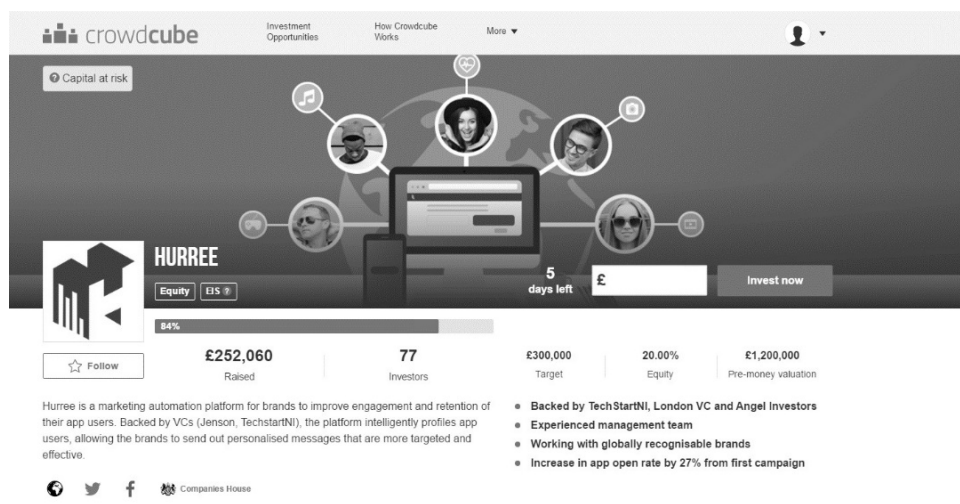 crowdcube
Investment
Opportunities
How Crowdcube
Works
More
Capital at risk
HURREE
Equity EIS ?
5
days left
£
Invest now
84%
Follow
£252,060
Raised
77
Investors
£300,000
Target
20.00%
Equity
£1,200,000
Pre-money valuation
Hurree is a marketing automation platform for brands to improve engagement and retention of
their app users. Backed by VCs (Jenson, TechstartNI), the platform intelligently profiles app
users, allowing the brands to send out personalised messages that are more targeted and
effective.
Backed by TechStartNI, London VC and Angel Investors
Experienced management team
Working with globally recognisable brands
Increase in app open rate by 27% from first campaign
Companies House